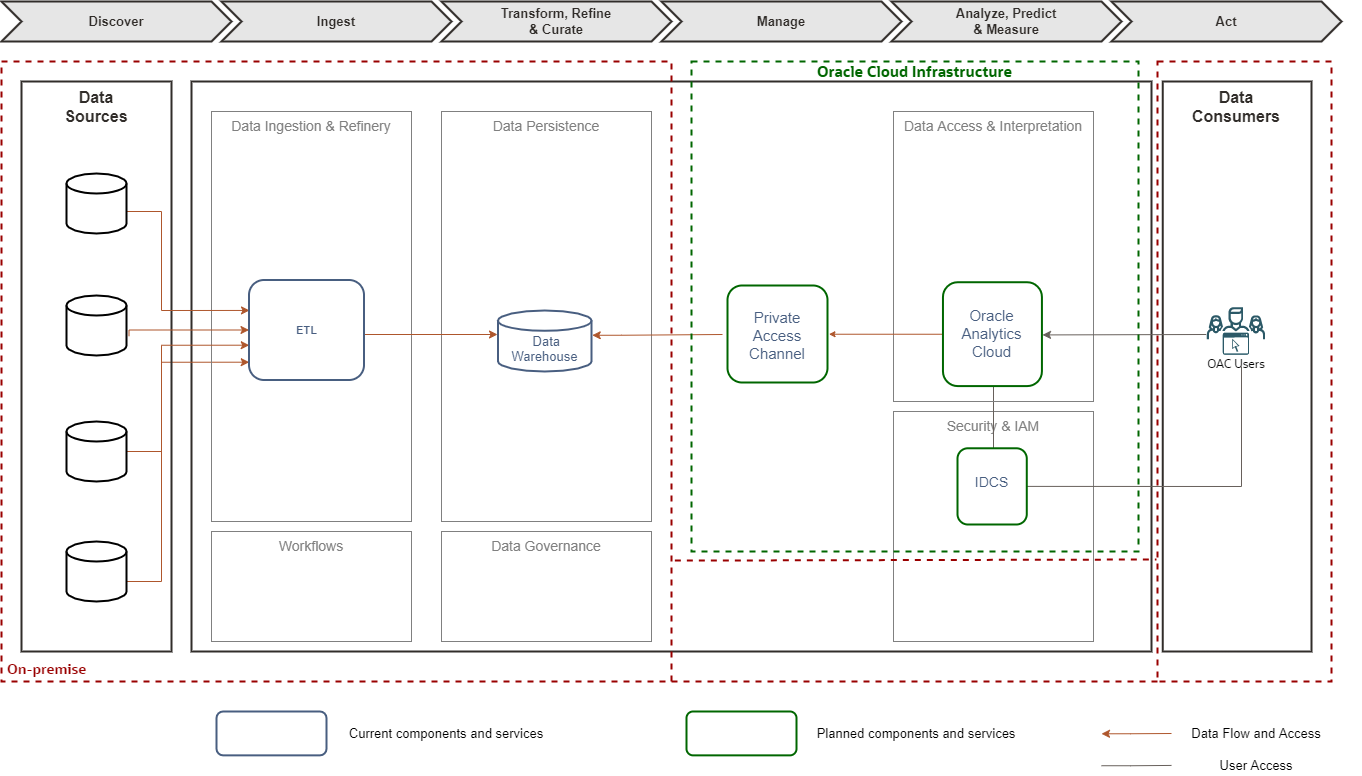 Discover
Ingest
Transform, Refine
& Curate
Manage
Analyze, Predict
& Measure
Act
Oracle Cloud Infrastructure
Data
Sources
Data Ingestion & Refinery
Data Persistence
Data Access & Interpretation
Data
Consumers
ETL
Data
Warehouse
Private
Access
Channel
Oracle
Analytics
Cloud
OAC Users
Security & IAM
IDCS
Workflows
Data Governance
On-premise
Current components and services
Planned components and services
Data Flow and Access
User Access